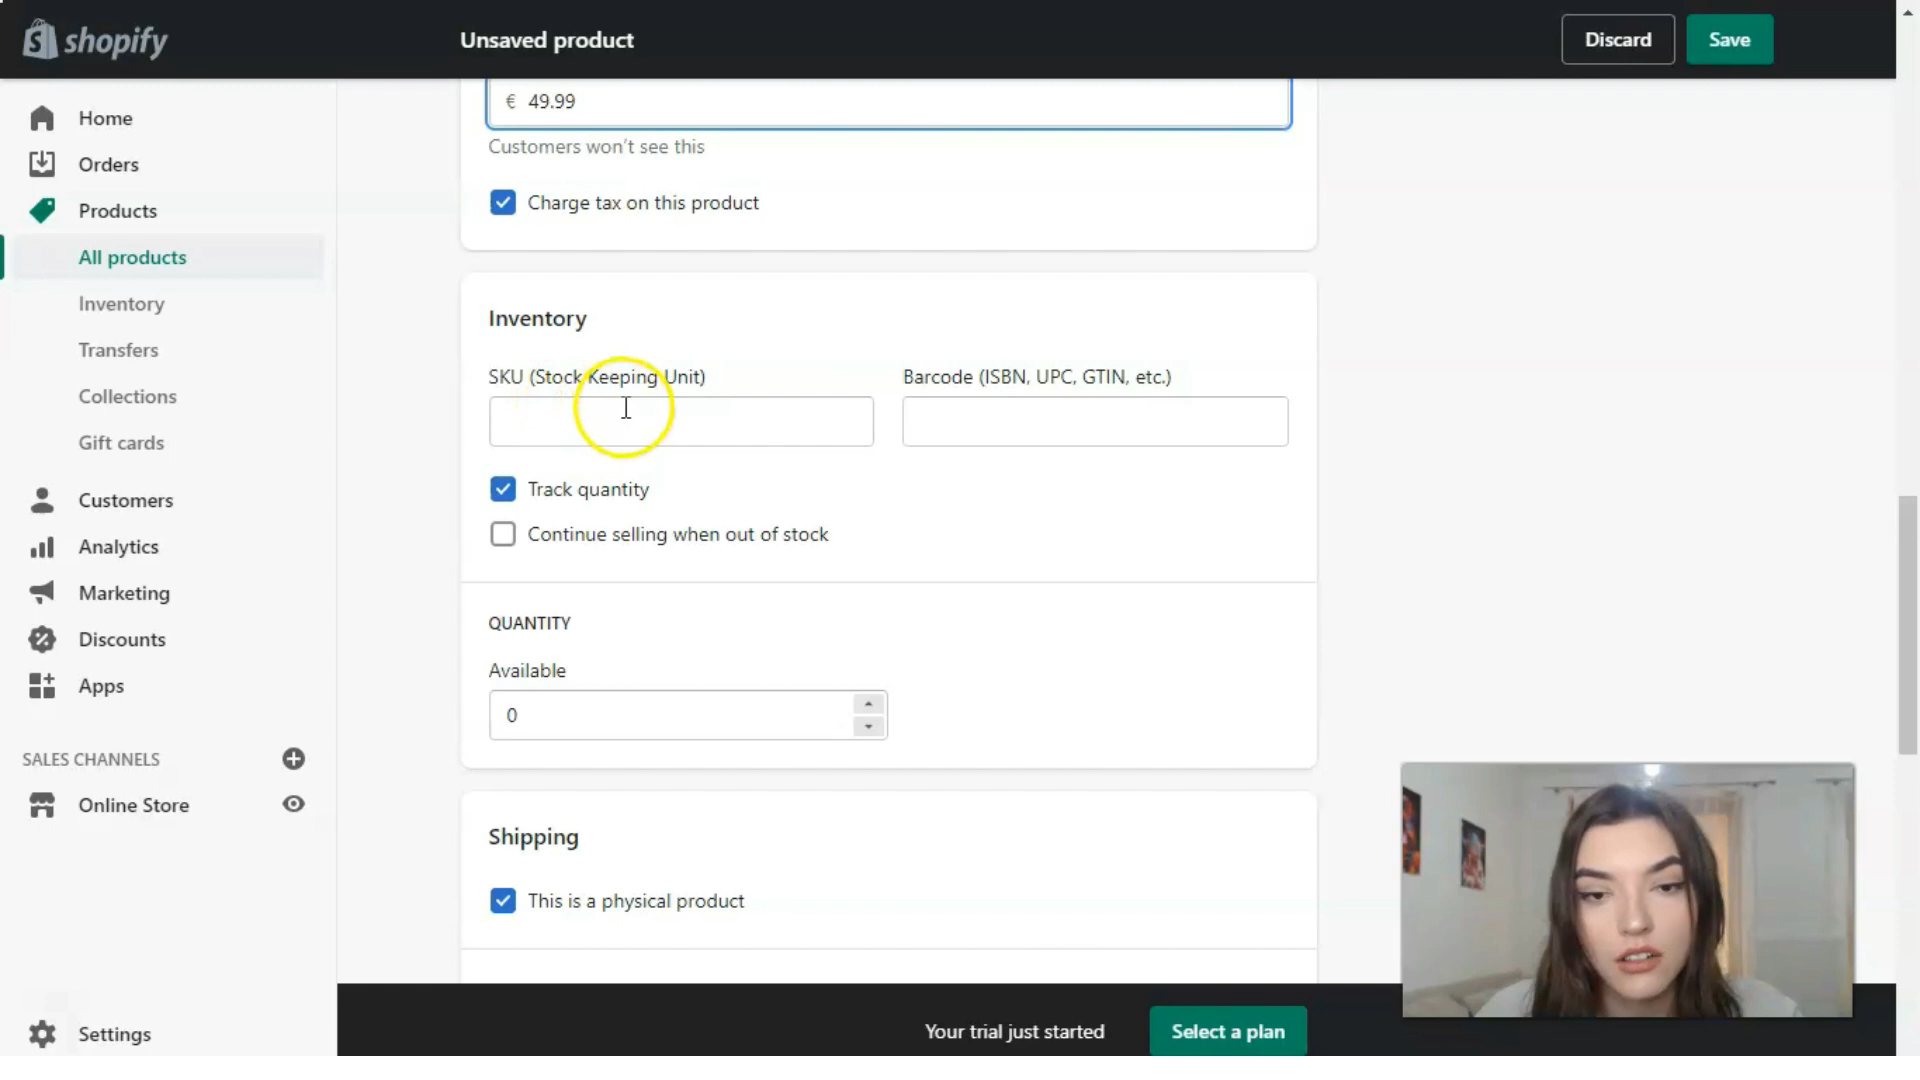 shopify
Unsaved product
Discard
Save
Home
Orders
Products
All products
Inventory
Transfers
Collections
Gift cards
Customers
Analytics
Marketing
Discounts
Apps
SALES CHANNELS
Online Store
Settings
€ 49.99
Customers won't see this
Charge tax on this product
Inventory
SKU (Stock Keeping Unit)
Barcode (ISBN, UPC, GTIN, etc.)
Track quantity
Continue selling when out of stock
QUANTITY
Available
0
Shipping
This is a physical product
Your trial just started
Select a plan